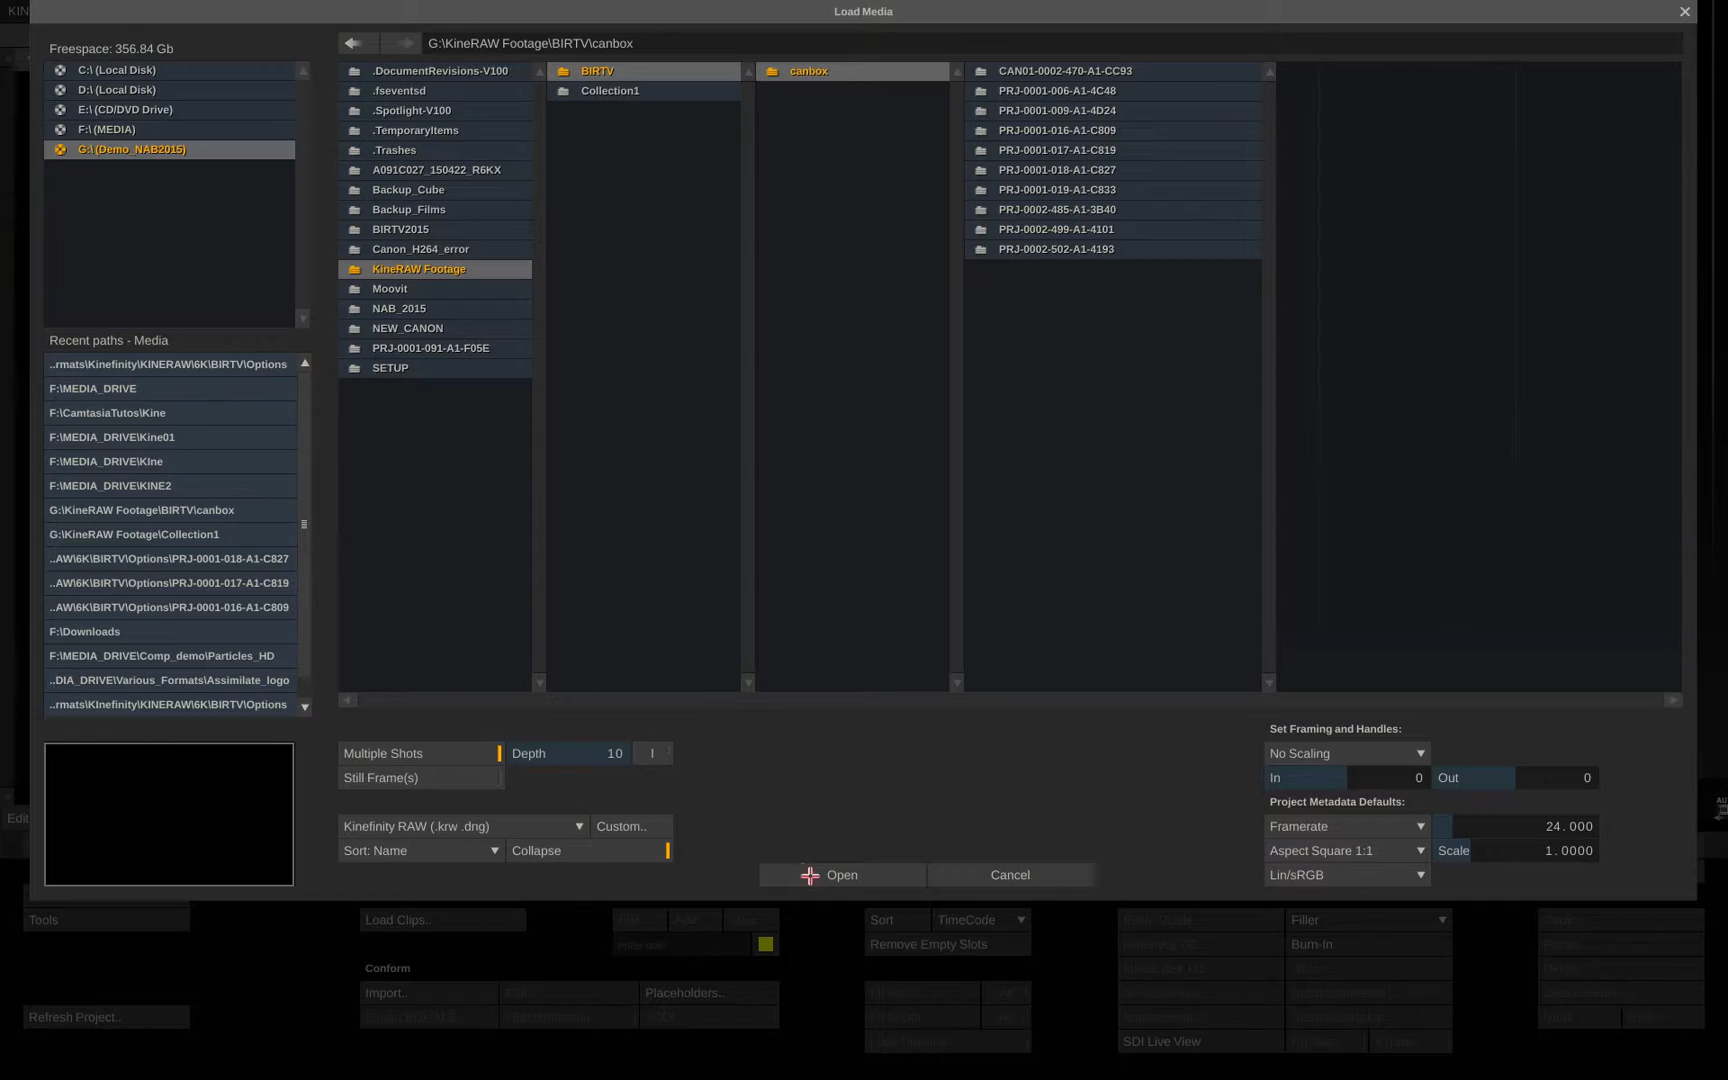 KIN
Load Media
Freespace: 356.84 Gb
C:\ (Local Disk)
D:\ (Local Disk)
E:\ (CD/DVD Drive)
F:\ (MEDIA)
G:\ (Demo_NAB2015)
Recent paths - Media
..rmats\Kinefinity\KINERAW\6K\BIRTV\Options
F:\MEDIA_DRIVE
F:\CamtasiaTutos\Kine
F:\MEDIA_DRIVE\Kine01
F:\MEDIA_DRIVE\KIne
F:\MEDIA_DRIVE\KINE2
G:\KineRAW Footage\BIRTV\canbox
G:\KineRAW Footage\Collection1
..AW\6K\BIRTV\Options\PRJ-0001-018-A1-C827
..AW\6K\BIRTV\Options\PRJ-0001-017-A1-C819
..AW\6K\BIRTV\Options\PRJ-0001-016-A1-C809
F:\Downloads
F:\MEDIA_DRIVE\Comp_demo\Particles_HD
..DIA_DRIVE\Various_Formats\Assimilate_logo
..rmats\KInefinity\KINERAW\6K\BIRTV\Options
G:\KineRAW Footage\BIRTV\canbox
.DocumentRevisions-V100
.fseventsd
.Spotlight-V100
.TemporaryItems
.Trashes
A091C027_150422_R6KX
Backup_Cube
Backup_Films
BIRTV2015
Canon_H264_error
KineRAW Footage
Moovit
NAB_2015
NEW_CANON
PRJ-0001-091-A1-F05E
SETUP
BIRTV
Collection1
canbox
CAN01-0002-470-A1-CC93
PRJ-0001-006-A1-4C48
PRJ-0001-009-A1-4D24
PRJ-0001-016-A1-C809
PRJ-0001-017-A1-C819
PRJ-0001-018-A1-C827
PRJ-0001-019-A1-C833
PRJ-0002-485-A1-3B40
PRJ-0002-499-A1-4101
PRJ-0002-502-A1-4193
Multiple Shots Depth 10 I
Still Frame(s)
Kinefinity RAW (.krw .dng) Custom..
Sort: Name Collapse
Open Cancel
Set Framing and Handles:
No Scaling
In 0 Out 0
Project Metadata Defaults:
Framerate 24.000
Aspect Square 1:1 Scale 1.0000
Lin/sRGB
Edit
AU
Tools Load Clips.. Sort TimeCode Filler
Remove Empty Slots Burn-In
Conform
Import.. Placeholders..
Refresh Project..
SDI Live View